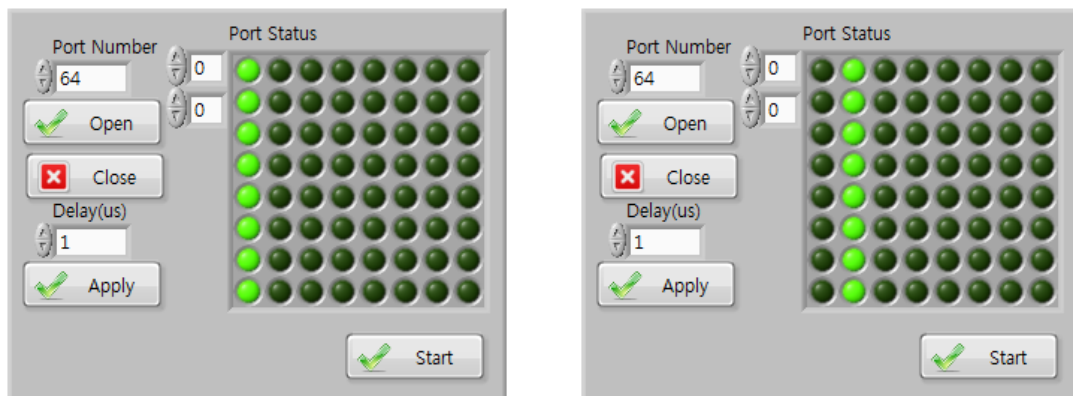 Port Status
Port Number
0
64
0
Open
Close
Delay(us)
1
Apply
Start
Port Status
Port Number
0
64
0
Open
Close
Delay(us)
1
Apply
Start